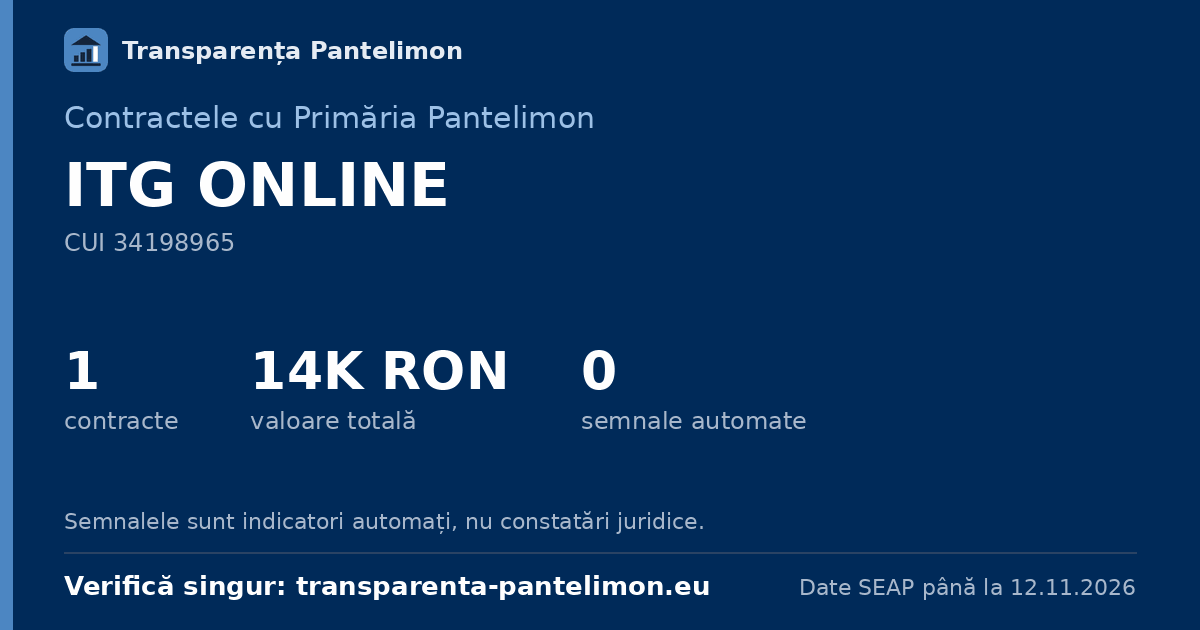 Transparența Pantelimon
Contractele cu Primăria Pantelimon
ITG ONLINE
CUI 34198965
1 14K RON 0
contracte valoare totală semnale automate
Semnalele sunt indicatori automați, nu constatări juridice.
Verifică singur: transparenta-pantelimon.eu Date SEAP până la 12.11.2026